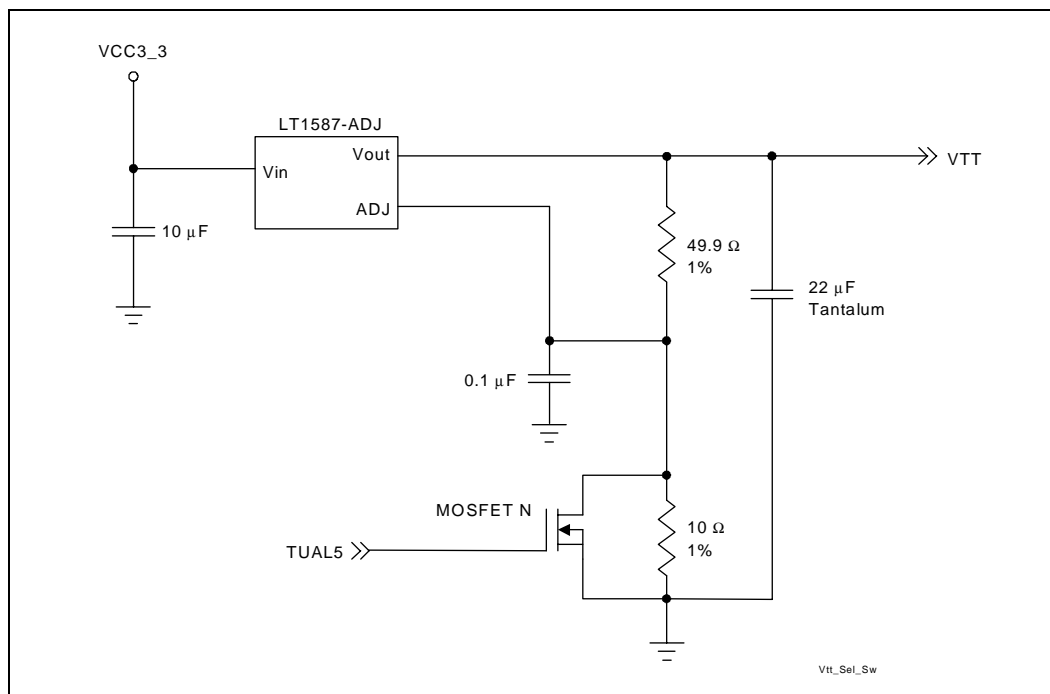 VCC3_3
LT1587-ADJ
Vin
Vout
ADJ
VTT
10 μF
49.9 Ω
1%
22 μF
Tantalum
0.1 μF
MOSFET N
TUAL5
10 Ω
1%
Vtt_Sel_Sw